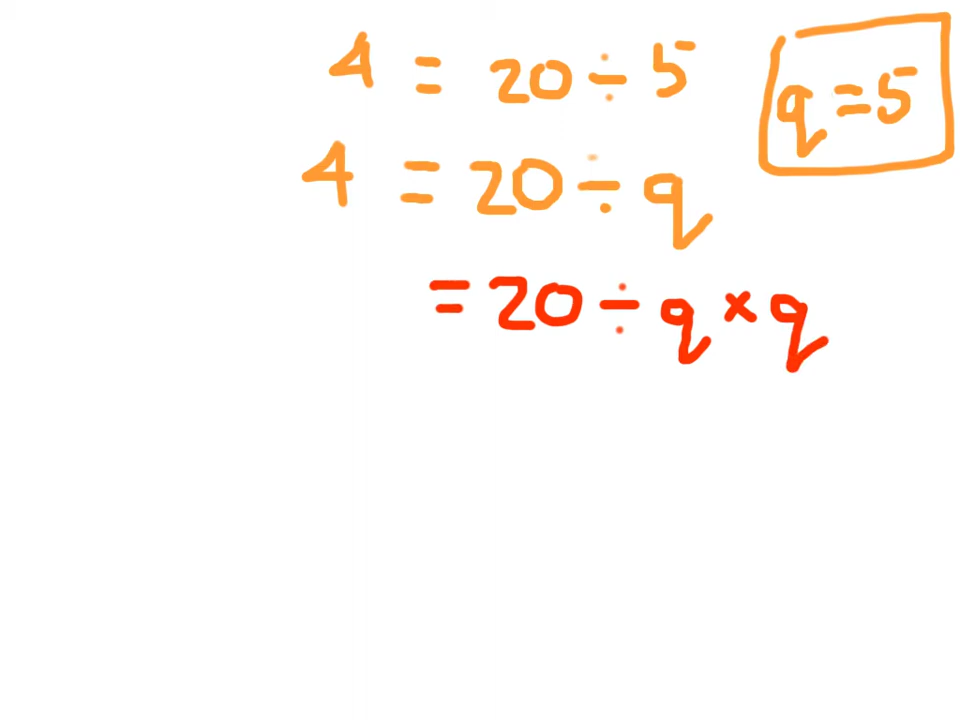 4 = 20 ÷ 5
q = 5
4 = 20 ÷ q
= 20 ÷ q × q